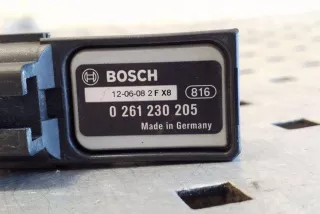 BOSCH
12-06-08 2 F X8 816
0 261 230 205
Made in Germany